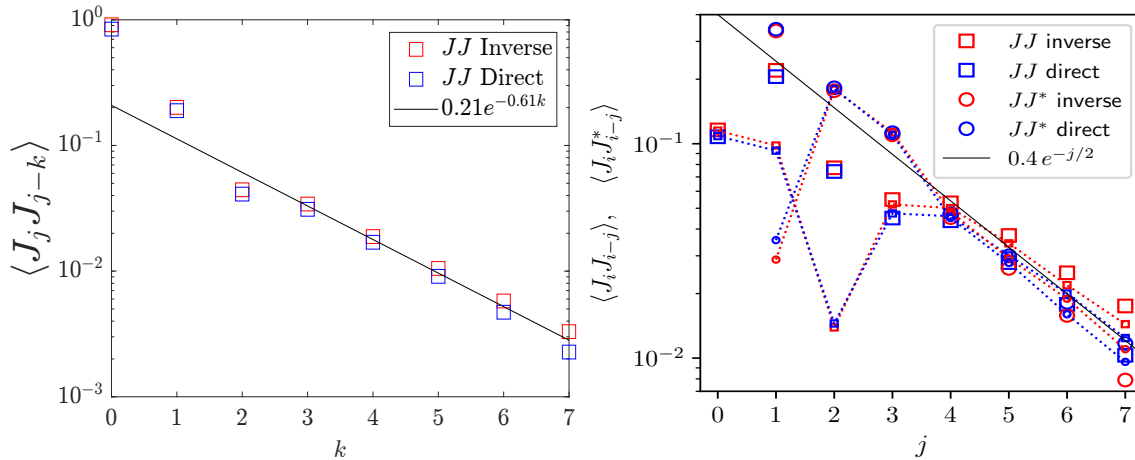 10⁰
10⁻¹
10⁻²
10⁻³
0 1 2 3 4 5 6 7
k
⟨J_j J_{j−k}⟩
JJ Inverse
JJ Direct
0.21e^{−0.61k}
10⁻¹
10⁻²
0 1 2 3 4 5 6 7
j
⟨J_i J_{i−j}⟩, ⟨J_i J*_{i−j}⟩
JJ inverse
JJ direct
JJ* inverse
JJ* direct
0.4 e^{−j/2}